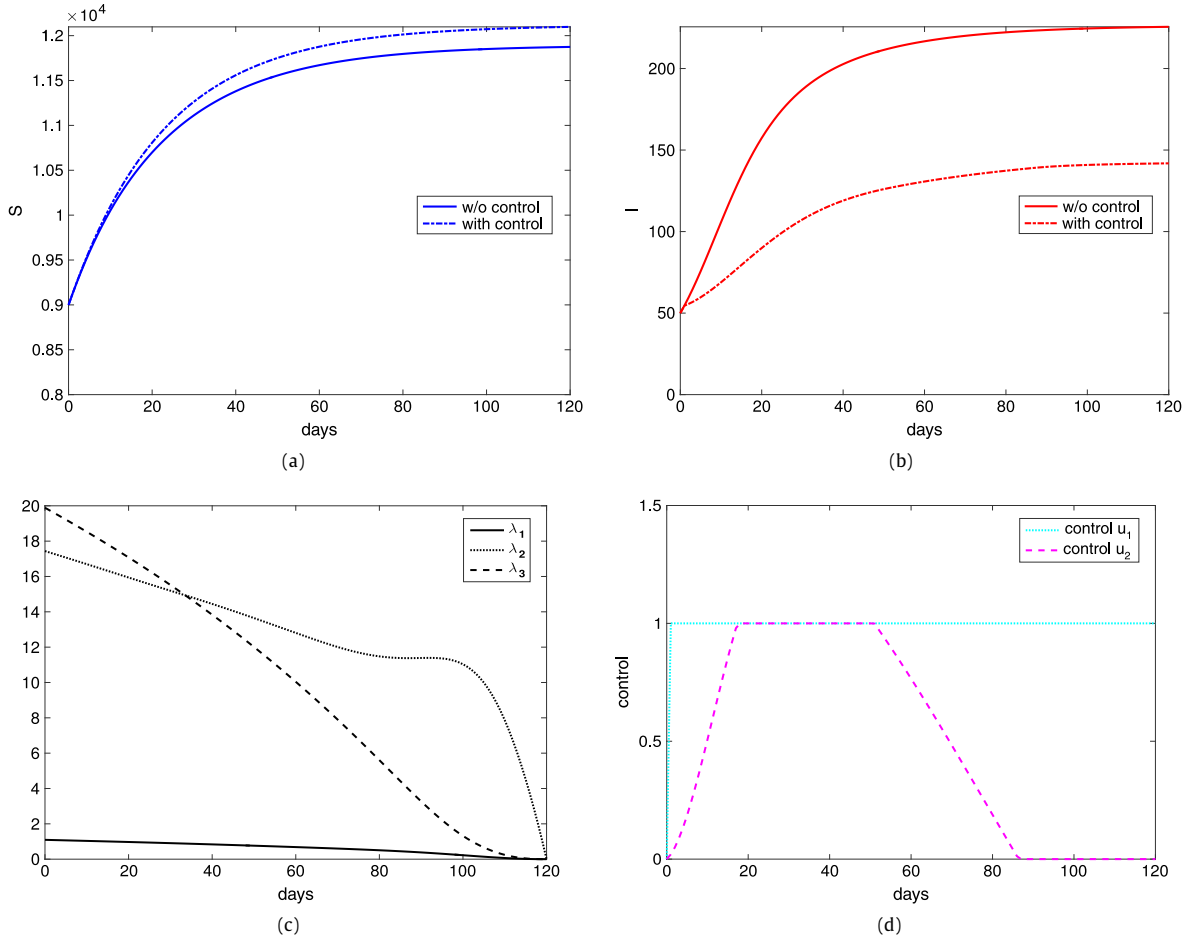 ×10⁴
1.2
1.15
1.1
1.05
1
0.95
0.9
0.85
0.8
S
0 20 40 60 80 100 120
days
w/o control
with control
(a)
200
150
100
50
0
I
0 20 40 60 80 100 120
days
w/o control
with control
(b)
20
18
16
14
12
10
8
6
4
2
0
0 20 40 60 80 100 120
days
λ₁
λ₂
λ₃
(c)
1.5
1
0.5
0
control
0 20 40 60 80 100 120
days
control u₁
control u₂
(d)